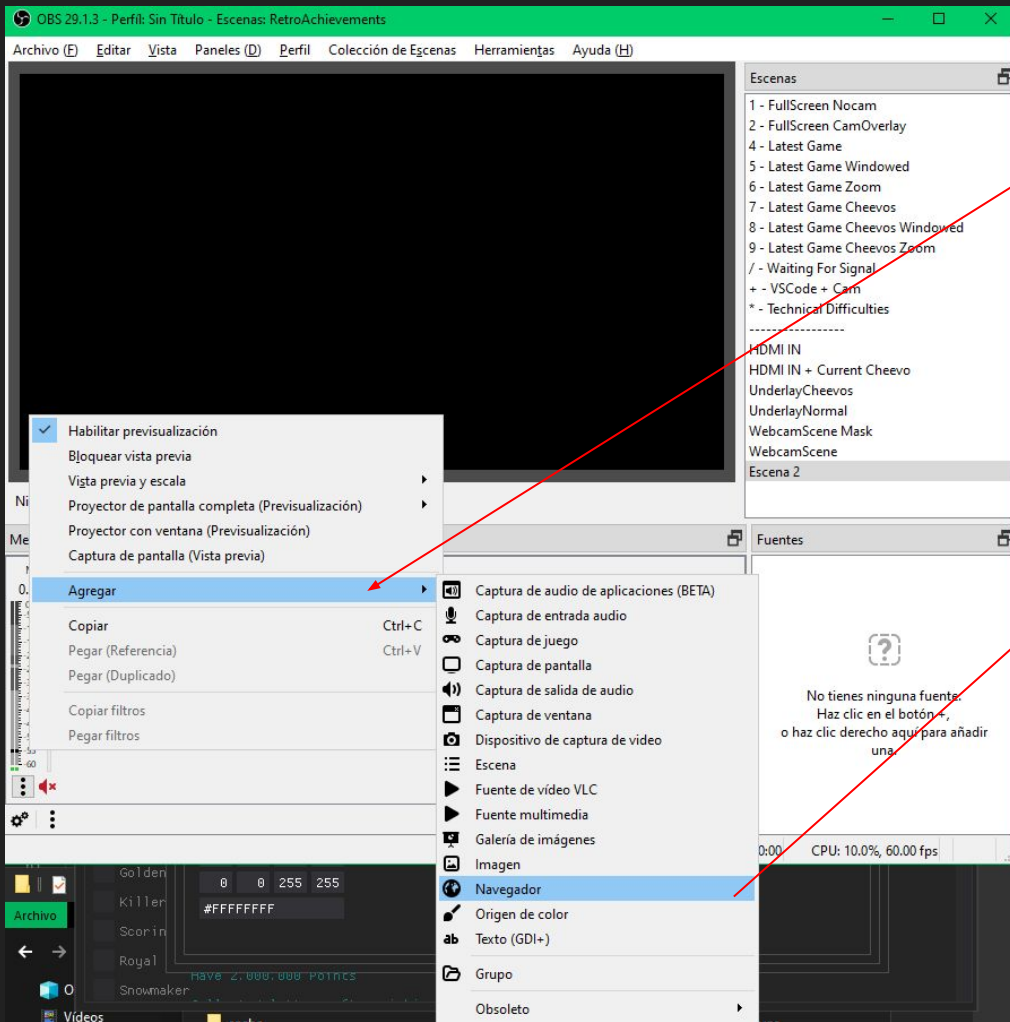 OBS 29.1.3 - Perfíl: Sin Título - Escenas: RetroAchievements
Archivo (F) Editar Vista Paneles (D) Perfil Colección de Escenas Herramientas Ayuda (H)
Escenas
1 - FullScreen Nocam
2 - FullScreen CamOverlay
4 - Latest Game
5 - Latest Game Windowed
6 - Latest Game Zoom
7 - Latest Game Cheevos
8 - Latest Game Cheevos Windowed
9 - Latest Game Cheevos Zoom
/ - Waiting For Signal
+ - VSCode + Cam
* - Technical Difficulties
-----------------
HDMI IN
HDMI IN + Current Cheevo
UnderlayCheevos
UnderlayNormal
WebcamScene Mask
WebcamScene
Escena 2
Habilitar previsualización
Bloquear vista previa
Vista previa y escala
Proyector de pantalla completa (Previsualización)
Proyector con ventana (Previsualización)
Captura de pantalla (Vista previa)
Agregar
Copiar Ctrl+C
Pegar (Referencia) Ctrl+V
Pegar (Duplicado)
Copiar filtros
Pegar filtros
Ni
Me
0.
-60
Captura de audio de aplicaciones (BETA)
Captura de entrada audio
Captura de juego
Captura de pantalla
Captura de salida de audio
Captura de ventana
Dispositivo de captura de video
Escena
Fuente de vídeo VLC
Fuente multimedia
Galería de imágenes
Imagen
Navegador
Origen de color
ab Texto (GDI+)
Grupo
Obsoleto
Fuentes
No tienes ninguna fuente.
Haz clic en el botón +,
o haz clic derecho aquí para añadir
una.
0:00 CPU: 10.0%, 60.00 fps
Golden
Killer
Scorin
Royal
Snowmaker
0 0 255 255
#FFFFFFFF
Have 2.000.000 Points
Archivo
O
Vídeos